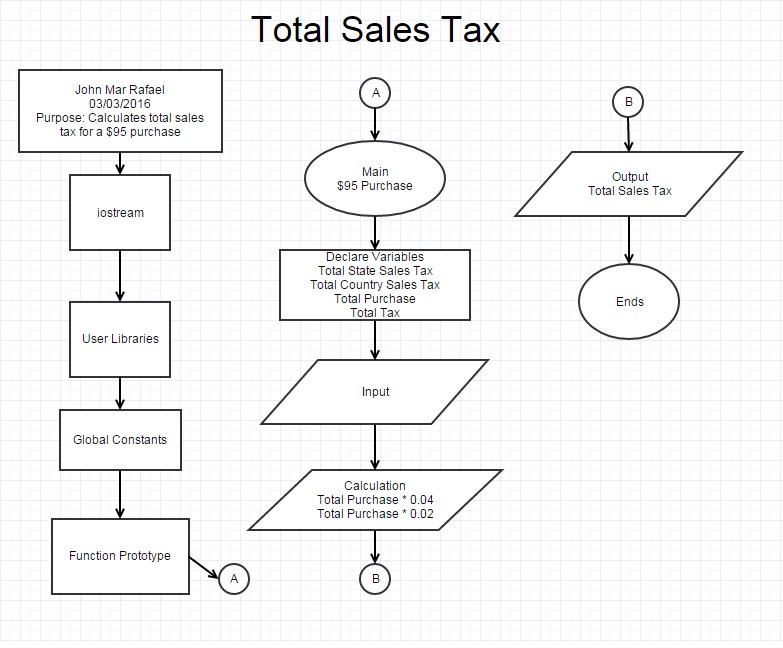 Total Sales Tax
John Mar Rafael
03/03/2016
Purpose: Calculates total sales
tax for a $95 purchase
iostream
User Libraries
Global Constants
Function Prototype
A
A
Main
$95 Purchase
Declare Variables
Total State Sales Tax
Total Country Sales Tax
Total Purchase
Total Tax
Input
Calculation
Total Purchase * 0.04
Total Purchase * 0.02
B
B
Output
Total Sales Tax
Ends